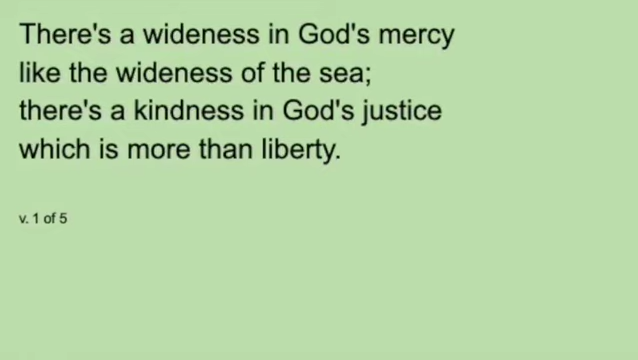 There's a wideness in God's mercy
like the wideness of the sea;
there's a kindness in God's justice
which is more than liberty.
v. 1 of 5